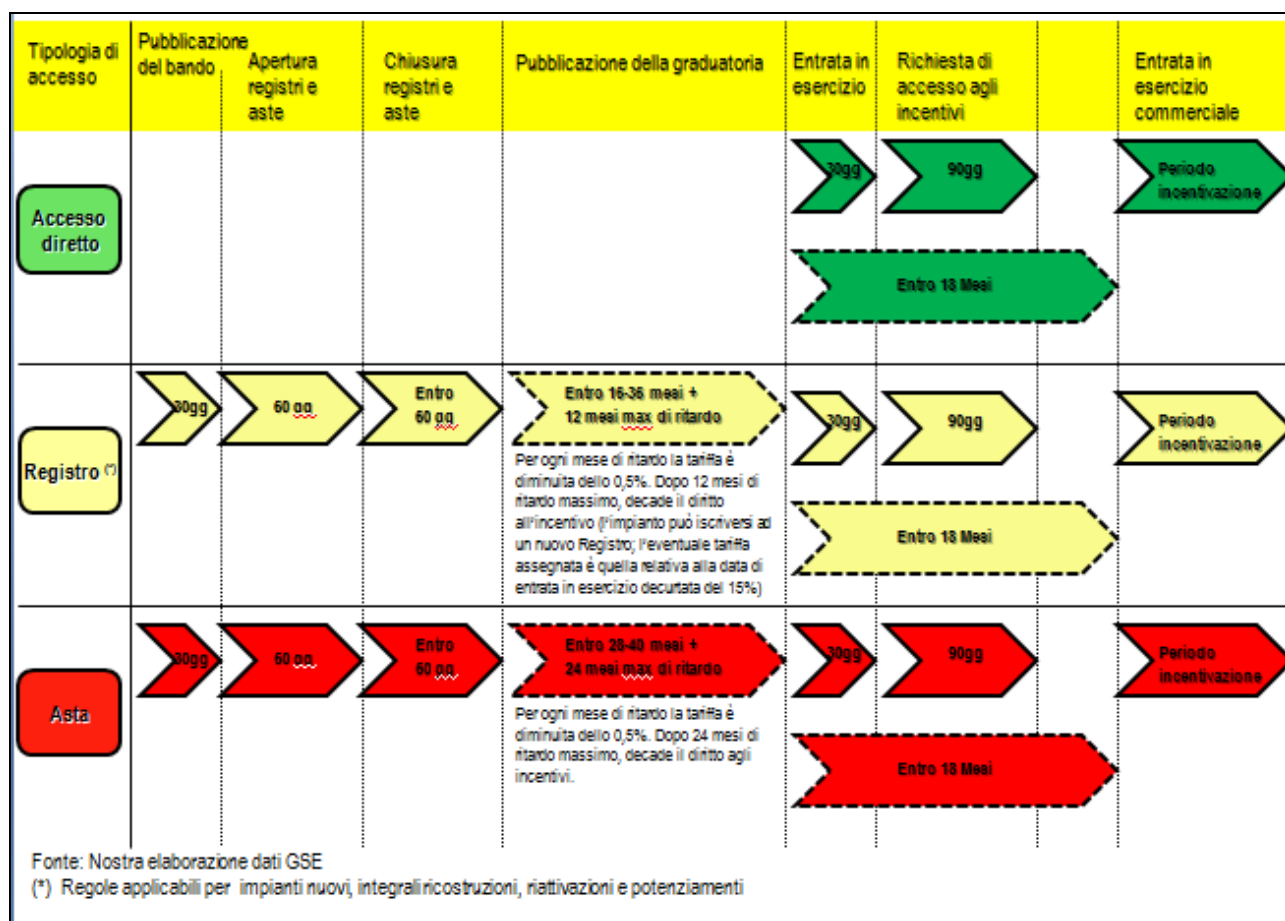 Tipologia di
accesso
Pubblicazione
del bando
Apertura
registri e
aste
Chiusura
registri e
aste
Pubblicazione della graduatoria
Entrata in
esercizio
Richiesta di
accesso agli
incentivi
Entrata in
esercizio
commerciale
Accesso
diretto
30gg
90gg
Periodo
incentivazione
Entro 18 Mesi
Registro (*)
30gg
60 gg
Entro
60 gg
Entro 16-36 mesi +
12 mesi max di ritardo
Per ogni mese di ritardo la tariffa è
diminuita dello 0,5%. Dopo 12 mesi di
ritardo massimo, decade il diritto
all'incentivo (l'impianto può iscriversi ad
un nuovo Registro; l'eventuale tariffa
assegnata è quella relativa alla data di
entrata in esercizio decurtata del 15%)
30gg
90gg
Periodo
incentivazione
Entro 18 Mesi
Asta
30gg
60 gg
Entro
60 gg
Entro 28-40 mesi +
24 mesi max di ritardo
Per ogni mese di ritardo la tariffa è
diminuita dello 0,5%. Dopo 24 mesi di
ritardo massimo, decade il diritto agli
incentivi.
30gg
90gg
Periodo
incentivazione
Entro 18 Mesi
Fonte: Nostra elaborazione dati GSE
(*) Regole applicabili per impianti nuovi, integrali ricostruzioni, riattivazioni e potenziamenti